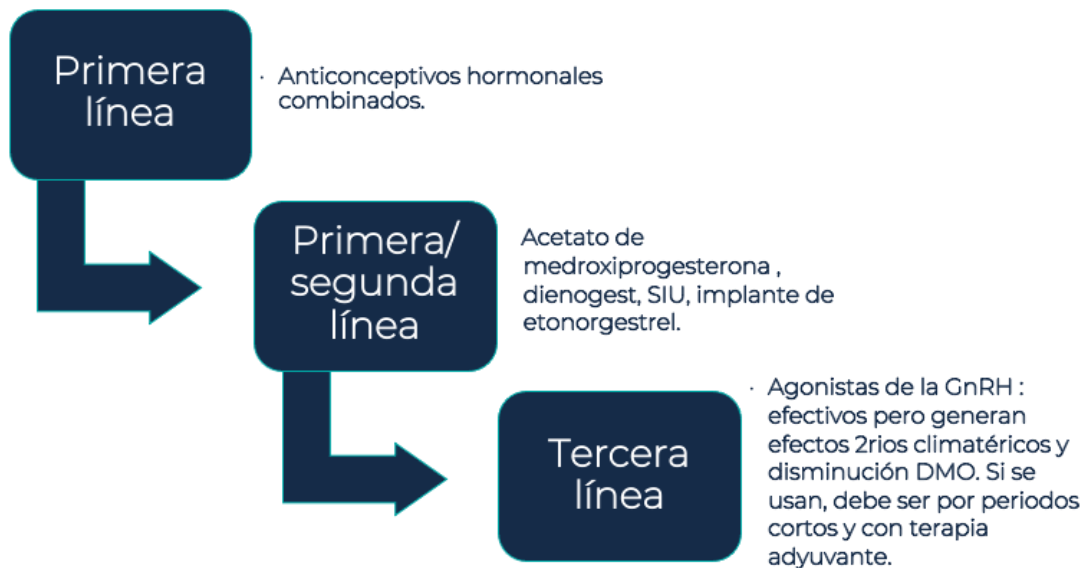 Primera
línea
· Anticonceptivos hormonales
combinados.
Primera/
segunda
línea
Acetato de
medroxiprogesterona ,
dienogest, SIU, implante de
etonorgestrel.
Tercera
línea
· Agonistas de la GnRH :
efectivos pero generan
efectos 2rios climatéricos y
disminución DMO. Si se
usan, debe ser por periodos
cortos y con terapia
adyuvante.